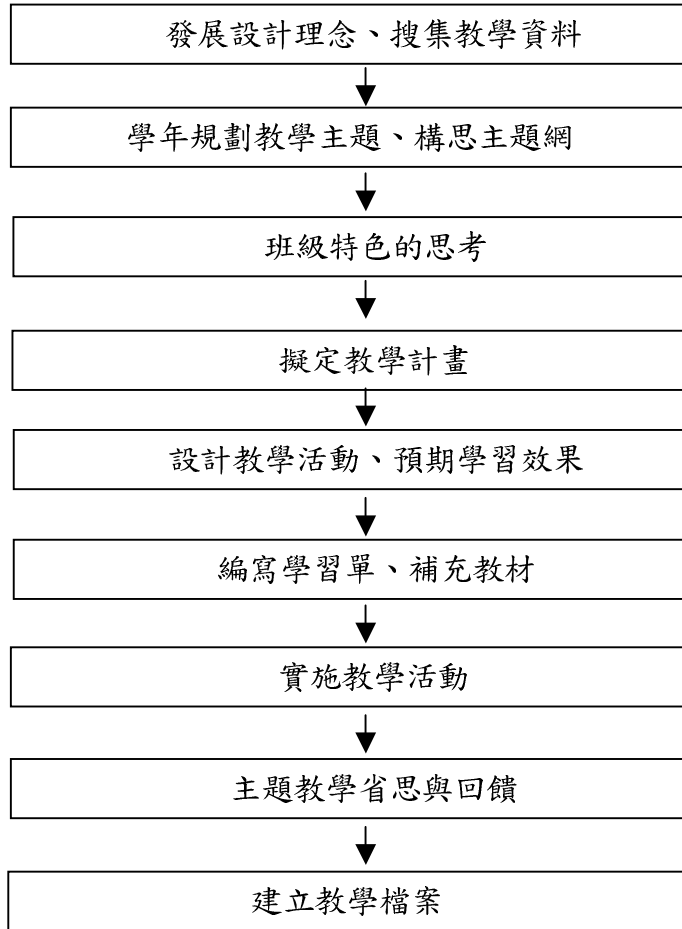 發展設計理念、搜集教學資料
學年規劃教學主題、構思主題網
班級特色的思考
擬定教學計畫
設計教學活動、預期學習效果
編寫學習單、補充教材
實施教學活動
主題教學省思與回饋
建立教學檔案